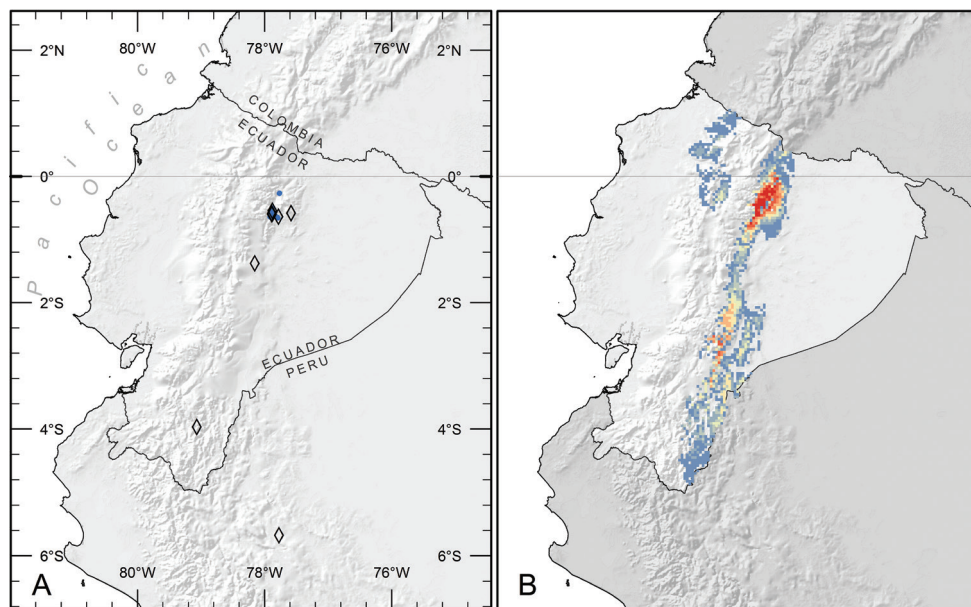 80°W 78°W 76°W
2°N
Pacific
Ocean
COLOMBIA
ECUADOR
0°
0°
2°S
2°S
ECUADOR
PERU
4°S
4°S
6°S
6°S
80°W 78°W 76°W
2°N
A
B